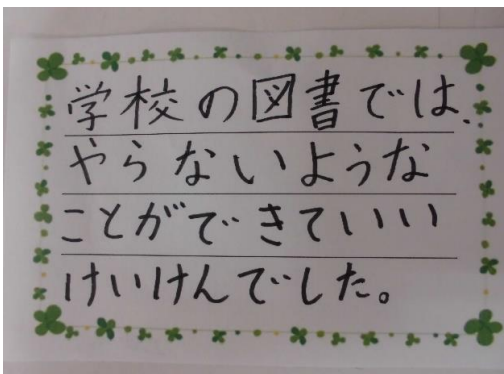 学校の図書では、
やらないような
ことができていい
けいけんでした。